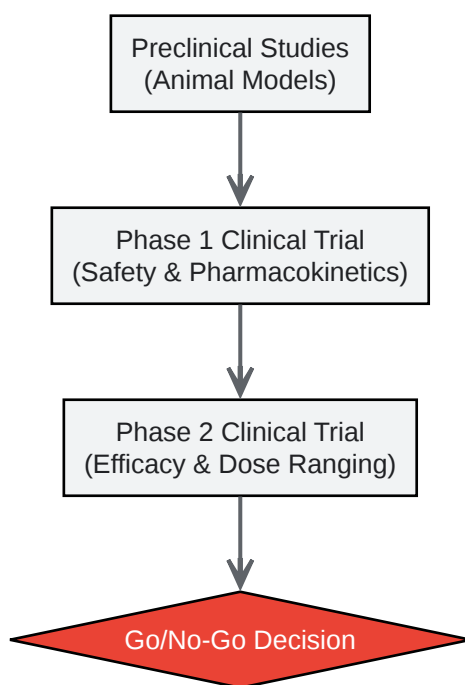 Preclinical Studies
(Animal Models)
Phase 1 Clinical Trial
(Safety & Pharmacokinetics)
Phase 2 Clinical Trial
(Efficacy & Dose Ranging)
Go/No-Go Decision